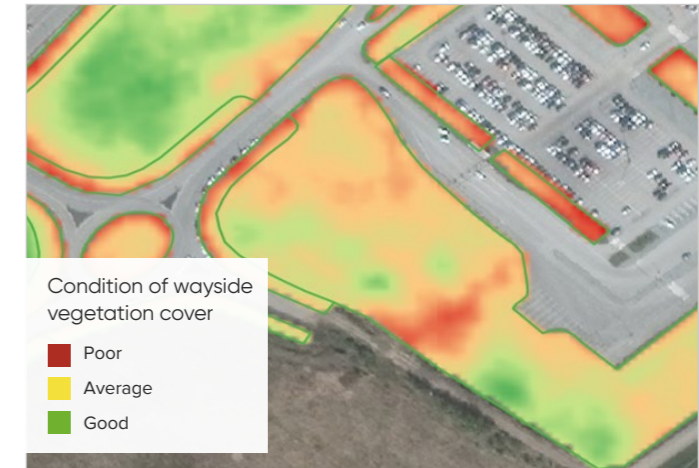 Condition of wayside
vegetation cover
Poor
Average
Good